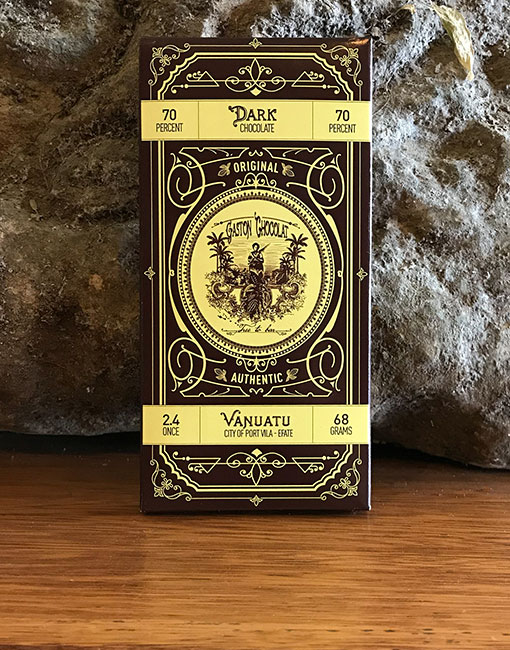 70 DARK 70
PERCENT CHOCOLATE PERCENT
ORIGINAL
GASTON CHOCOLAT
Tree to bar
AUTHENTIC
2.4 VANUATU 68
ONCE CITY OF PORT VILA - EFATE GRAMS